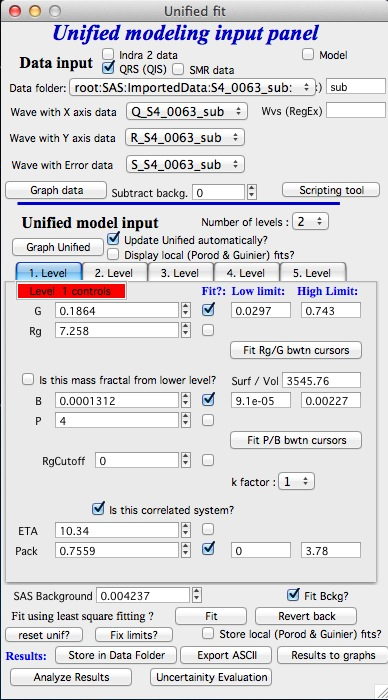 Unified fit
Unified modeling input panel
Data input
Indra 2 data
Model
QRS (QIS)
SMR data
Data folder: root:SAS:ImportedData:S4_0063_sub: :) sub
Wave with X axis data Q_S4_0063_sub Wvs (RegEx)
Wave with Y axis data R_S4_0063_sub
Wave with Error data S_S4_0063_sub
Graph data Subtract backg. 0 Scripting tool
Unified model input Number of levels : 2
Graph Unified Update Unified automatically?
Display local (Porod & Guinier) fits?
1. Level 2. Level 3. Level 4. Level 5. Level
Level 1 controls Fit?: Low limit: High Limit:
G 0.1864 0.0297 0.743
Rg 7.258
Fit Rg/G bwtn cursors
Is this mass fractal from lower level? Surf / Vol 3545.76
B 0.0001312 9.1e-05 0.00227
P 4
Fit P/B bwtn cursors
RgCutoff 0
k factor : 1
Is this correlated system?
ETA 10.34
Pack 0.7559 0 3.78
SAS Background 0.004237 Fit Bckg?
Fit using least square fitting ? Fit Revert back
reset unif? Fix limits? Store local (Porod & Guinier) fits?
Results: Store in Data Folder Export ASCII Results to graphs
Analyze Results Uncertainity Evaluation